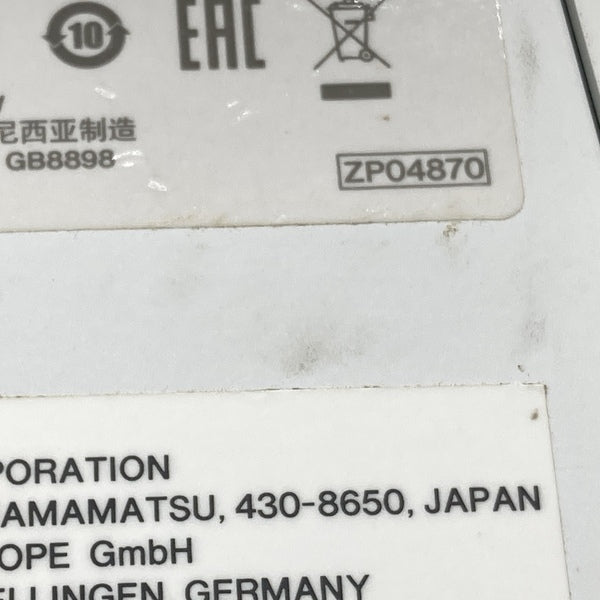 10 EAC
尼西亚制造
GB8898
ZP04870
PORATION
AMAMATSU, 430-8650, JAPAN
OPE GmbH
ELLINGEN, GERMANY